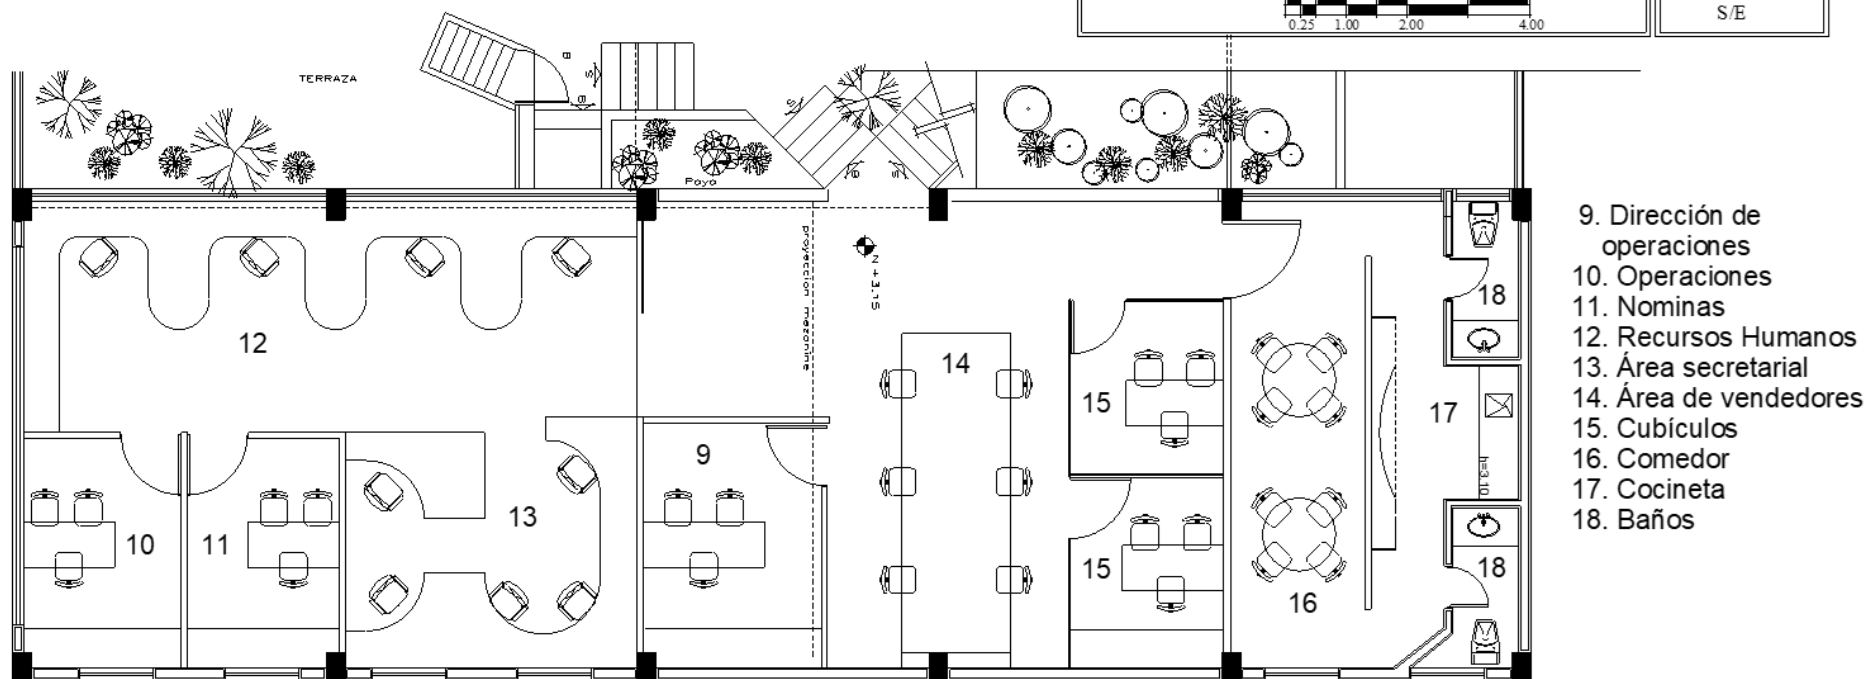 0.25 1.00 2.00 4.00
S/E
TERRAZA
B
S
B
S
B
S
Poyo
proyeccion mezanine
N +3.15
12
14
15
18
17
h=3.10
9
10
11
13
15
16
18
9. Dirección de
operaciones
10. Operaciones
11. Nominas
12. Recursos Humanos
13. Área secretarial
14. Área de vendedores
15. Cubículos
16. Comedor
17. Cocineta
18. Baños